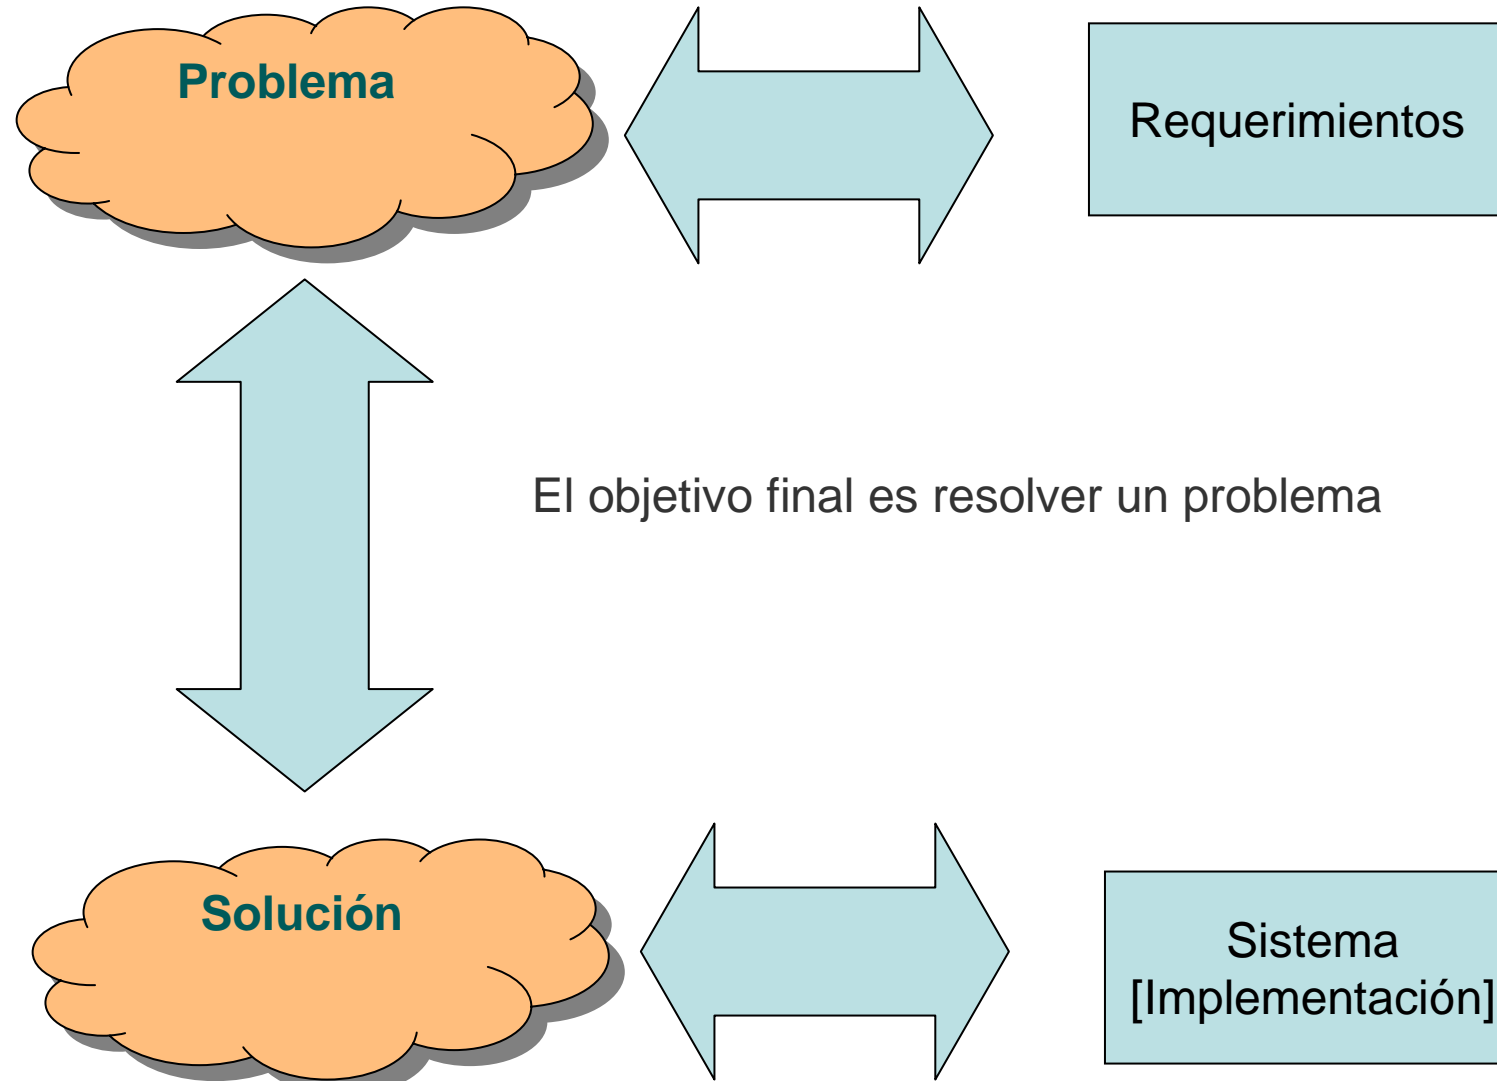 Problema
Requerimientos
El objetivo final es resolver un problema
Solución
Sistema
[Implementación]